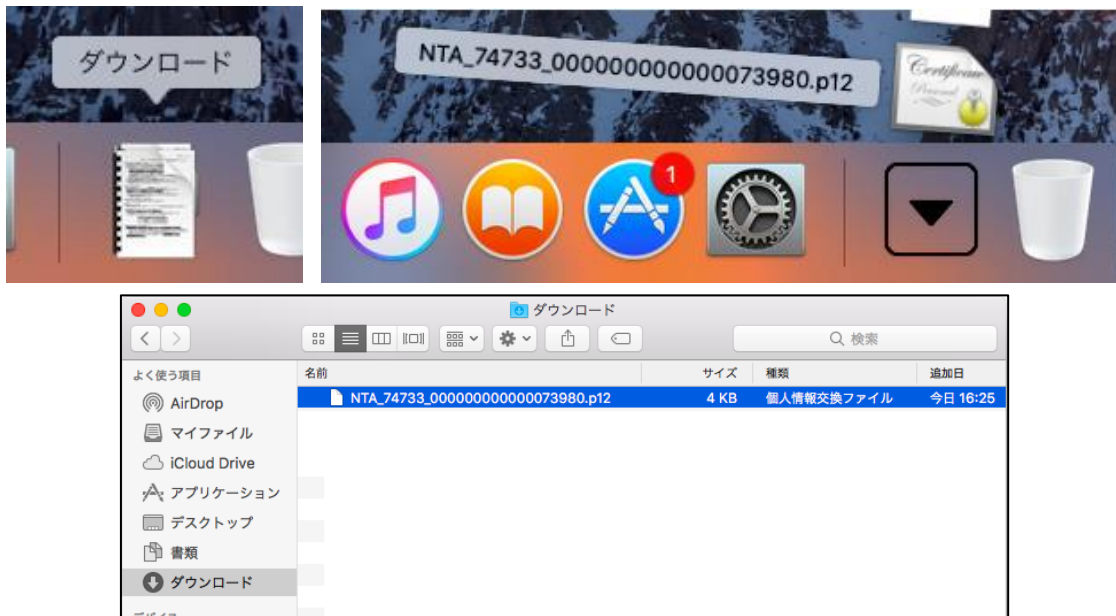 ダウンロード
NTA_74733_000000000000073980.p12
Certificate
Personal
1
ダウンロード
検索
よく使う項目
名前 サイズ 種類 追加日
NTA_74733_000000000000073980.p12 4 KB 個人情報交換ファイル 今日 16:25
AirDrop
マイファイル
iCloud Drive
アプリケーション
デスクトップ
書類
ダウンロード